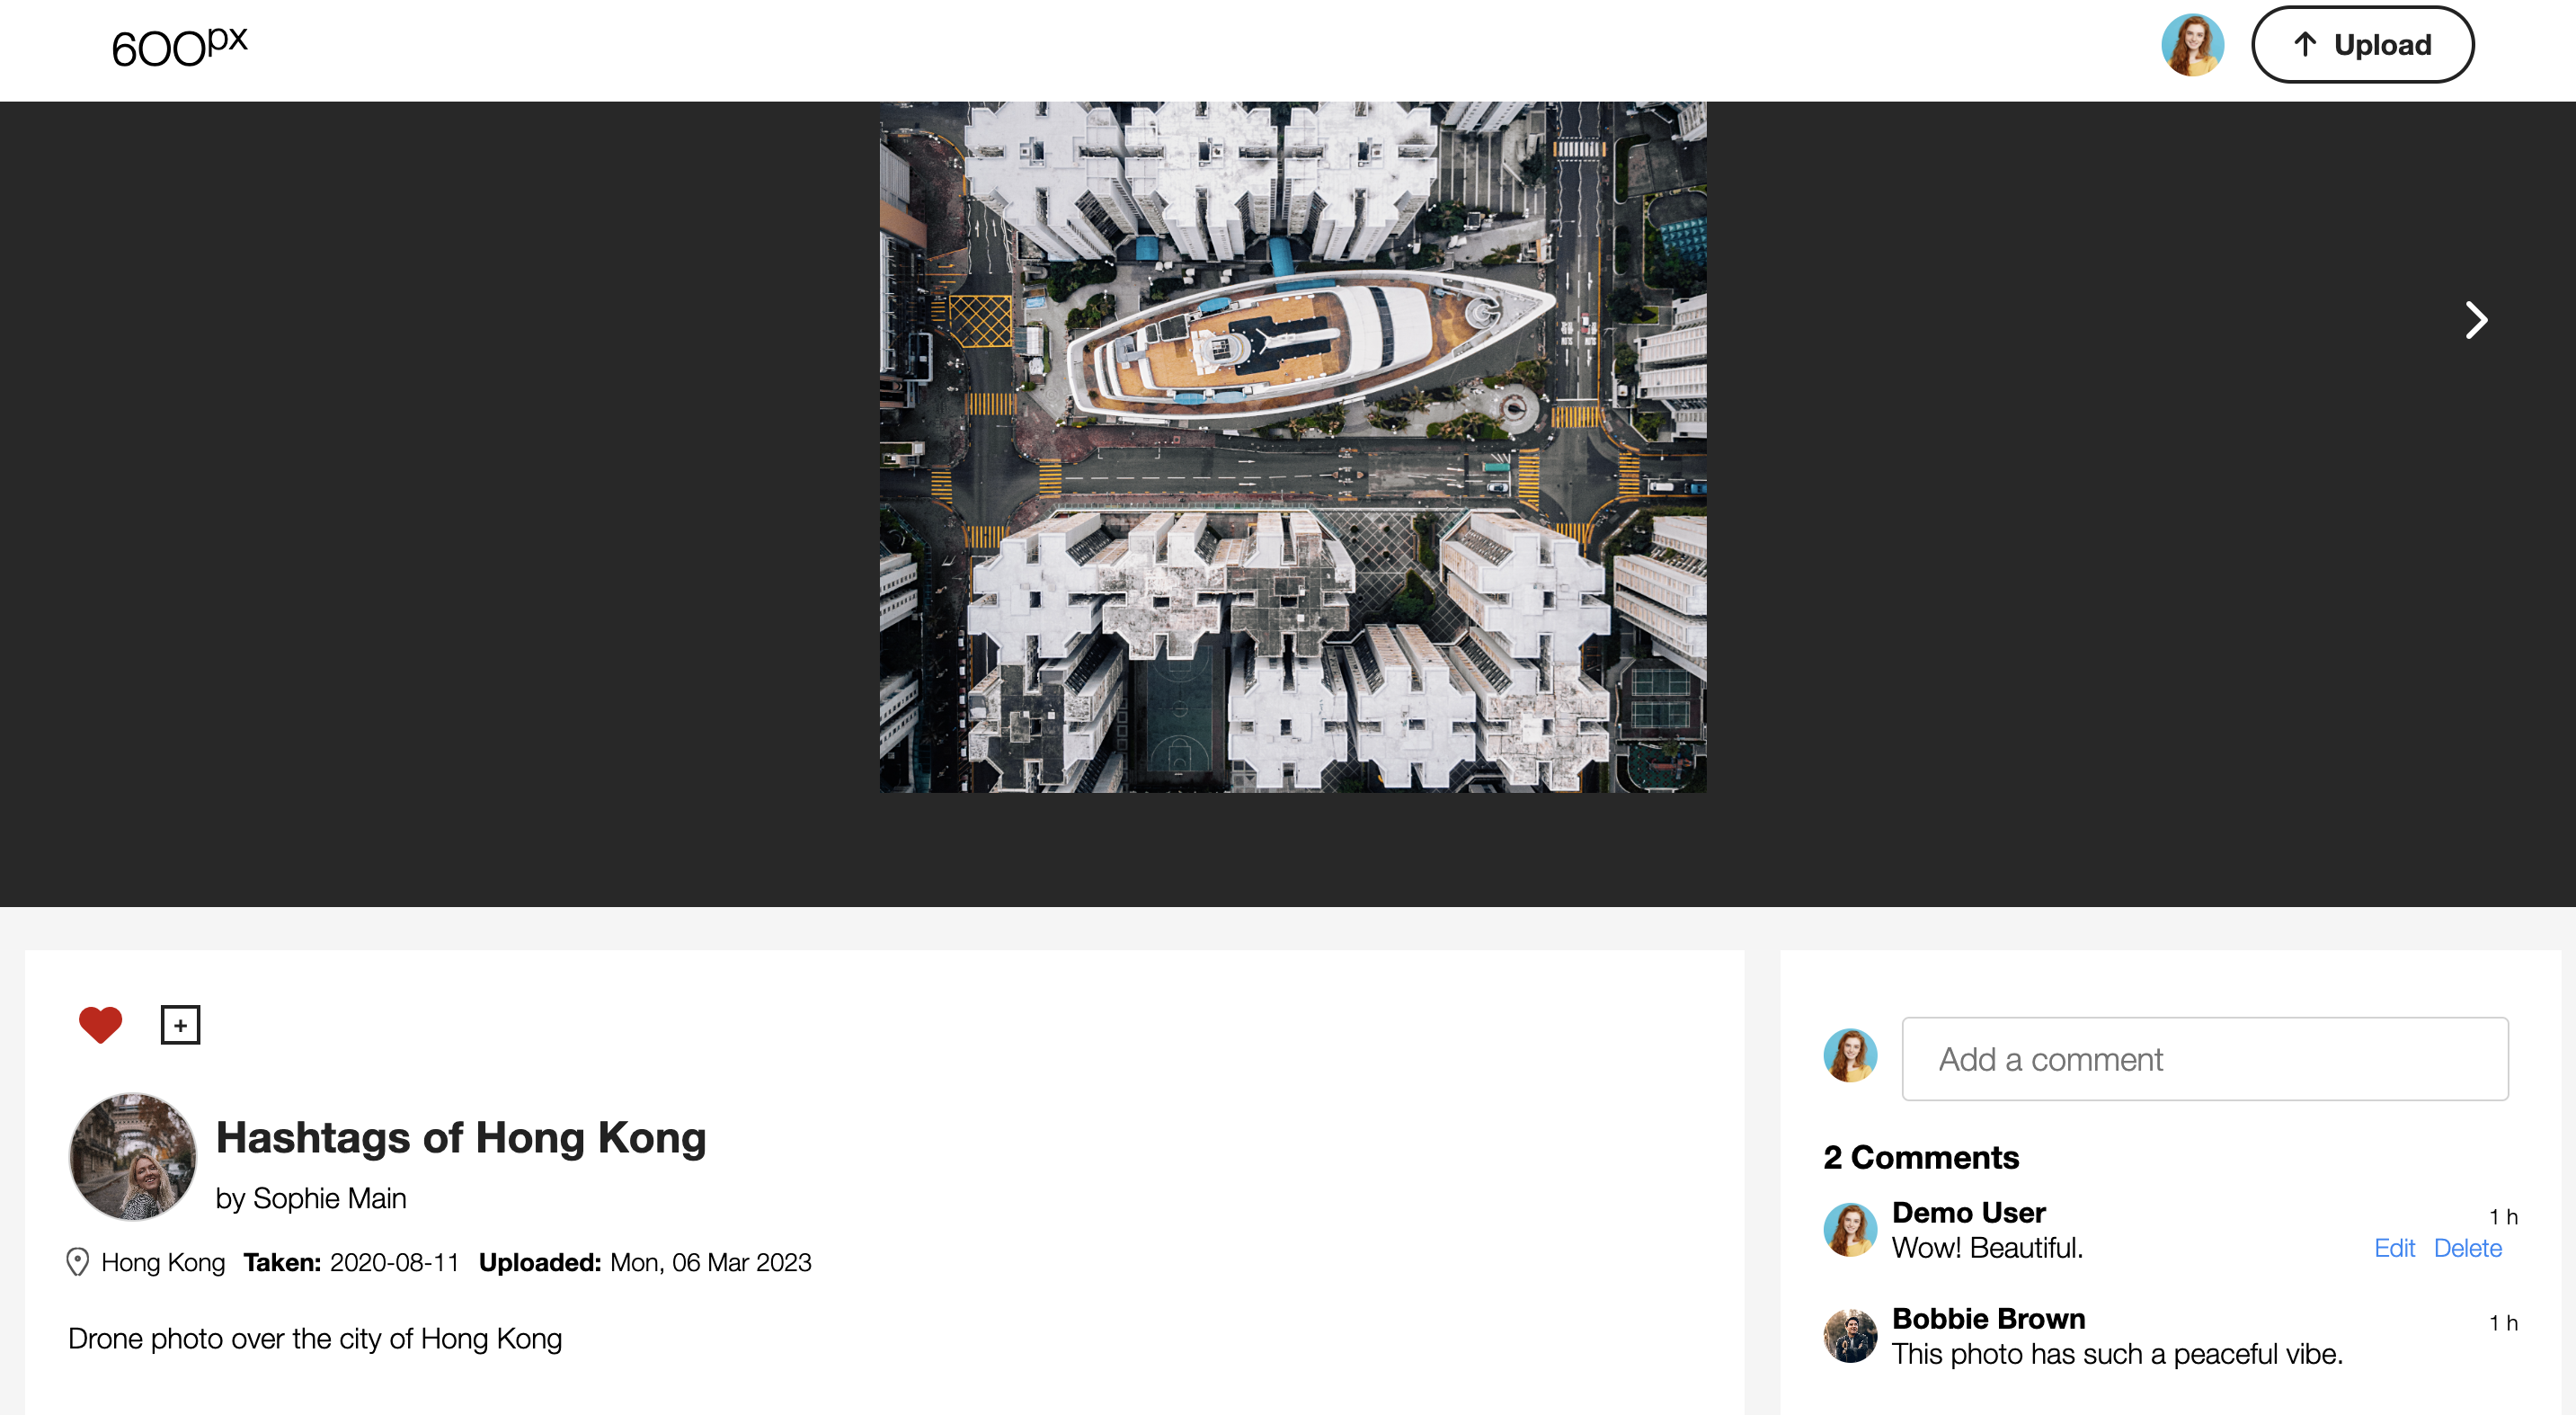 600px
Upload
+
Hashtags of Hong Kong
by Sophie Main
Hong Kong Taken: 2020-08-11 Uploaded: Mon, 06 Mar 2023
Drone photo over the city of Hong Kong
Add a comment
2 Comments
Demo User 1 h
Wow! Beautiful. Edit Delete
Bobbie Brown 1 h
This photo has such a peaceful vibe.